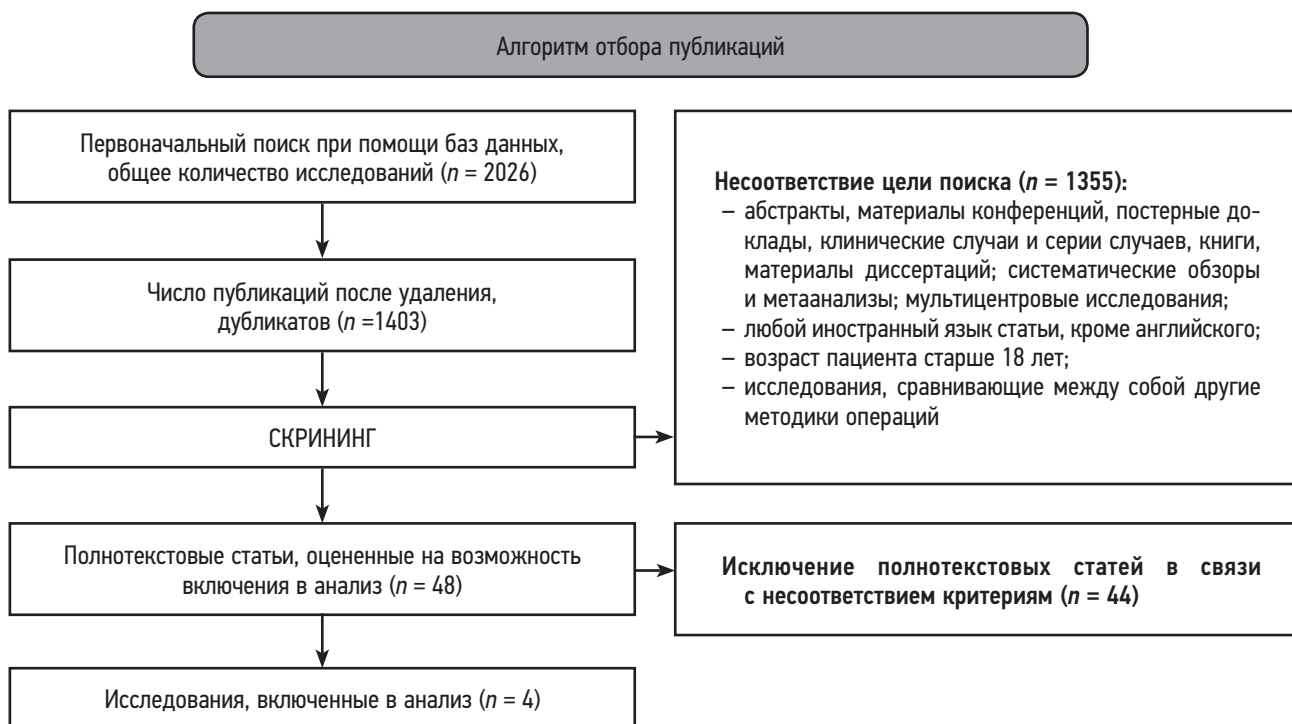 Алгоритм отбора публикаций
Первоначальный поиск при помощи баз данных,
общее количество исследований (n = 2026)
Число публикаций после удаления,
дубликатов (n =1403)
СКРИНИНГ
Несоответствие цели поиска (n = 1355):
– абстракты, материалы конференций, постерные до-
клады, клинические случаи и серии случаев, книги,
материалы диссертаций; систематические обзоры
и метаанализы; мультицентровые исследования;
– любой иностранный язык статьи, кроме английского;
– возраст пациента старше 18 лет;
– исследования, сравнивающие между собой другие
методики операций
Полнотекстовые статьи, оцененные на возможность
включения в анализ (n = 48)
Исключение полнотекстовых статей в связи
с несоответствием критериям (n = 44)
Исследования, включенные в анализ (n = 4)